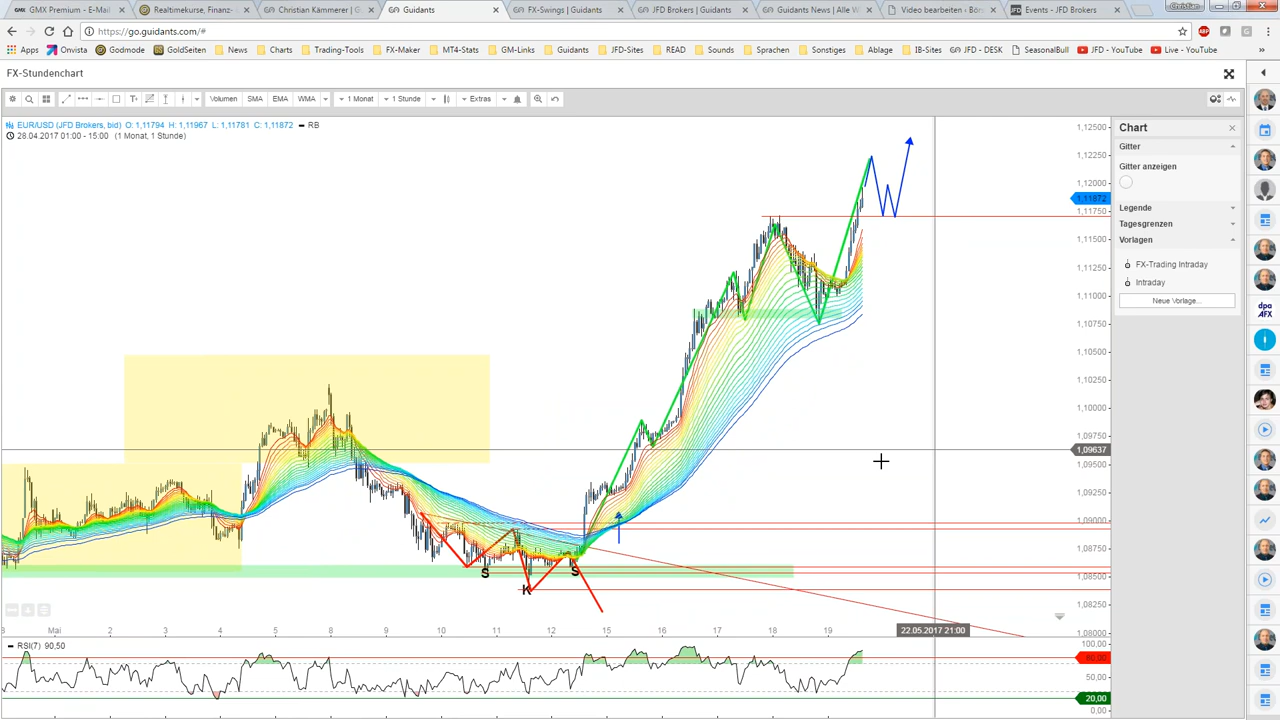 GMX Premium - E-Mail
Realtimekurse, Finanz-
Christian Kämmerer | G
Guidants
FX-Swings | Guidants
JFD Brokers | Guidants
Guidants News | Alle W
Video bearbeiten - Börs
Events - JFD Brokers
Christian
https://go.guidants.com/#
Apps Onvista Godmode GoldSeiten News Charts Trading-Tools FX-Maker MT4-Stats GM-Links Guidants JFD-Sites READ Sounds Sprachen Sonstiges Ablage IB-Sites JFD - DESK SeasonalBull JFD - YouTube Live - YouTube »
FX-Stundenchart
Volumen SMA EMA WMA 1 Monat 1 Stunde Extras
EUR/USD (JFD Brokers, bid) O: 1,11794 H: 1,11967 L: 1,11781 C: 1,11872 RB
28.04.2017 01:00 - 15:00 (1 Monat, 1 Stunde)
1,12500
1,12250
1,12000
1,11872
1,11750
1,11500
1,11250
1,11000
1,10750
1,10500
1,10250
1,10000
1,09750
1,09637
1,09500
1,09250
1,09000
1,08750
1,08500
1,08250
1,08000
S
K
S
Mai 2 3 4 5 8 9 10 11 12 15 16 17 18 19
22.05.2017 21:00
RSI(7) 90,50
100,00
80,00
50,00
20,00
0,00
Chart
Gitter
Gitter anzeigen
Legende
Tagesgrenzen
Vorlagen
FX-Trading Intraday
Intraday
Neue Vorlage...
dpa
AFX